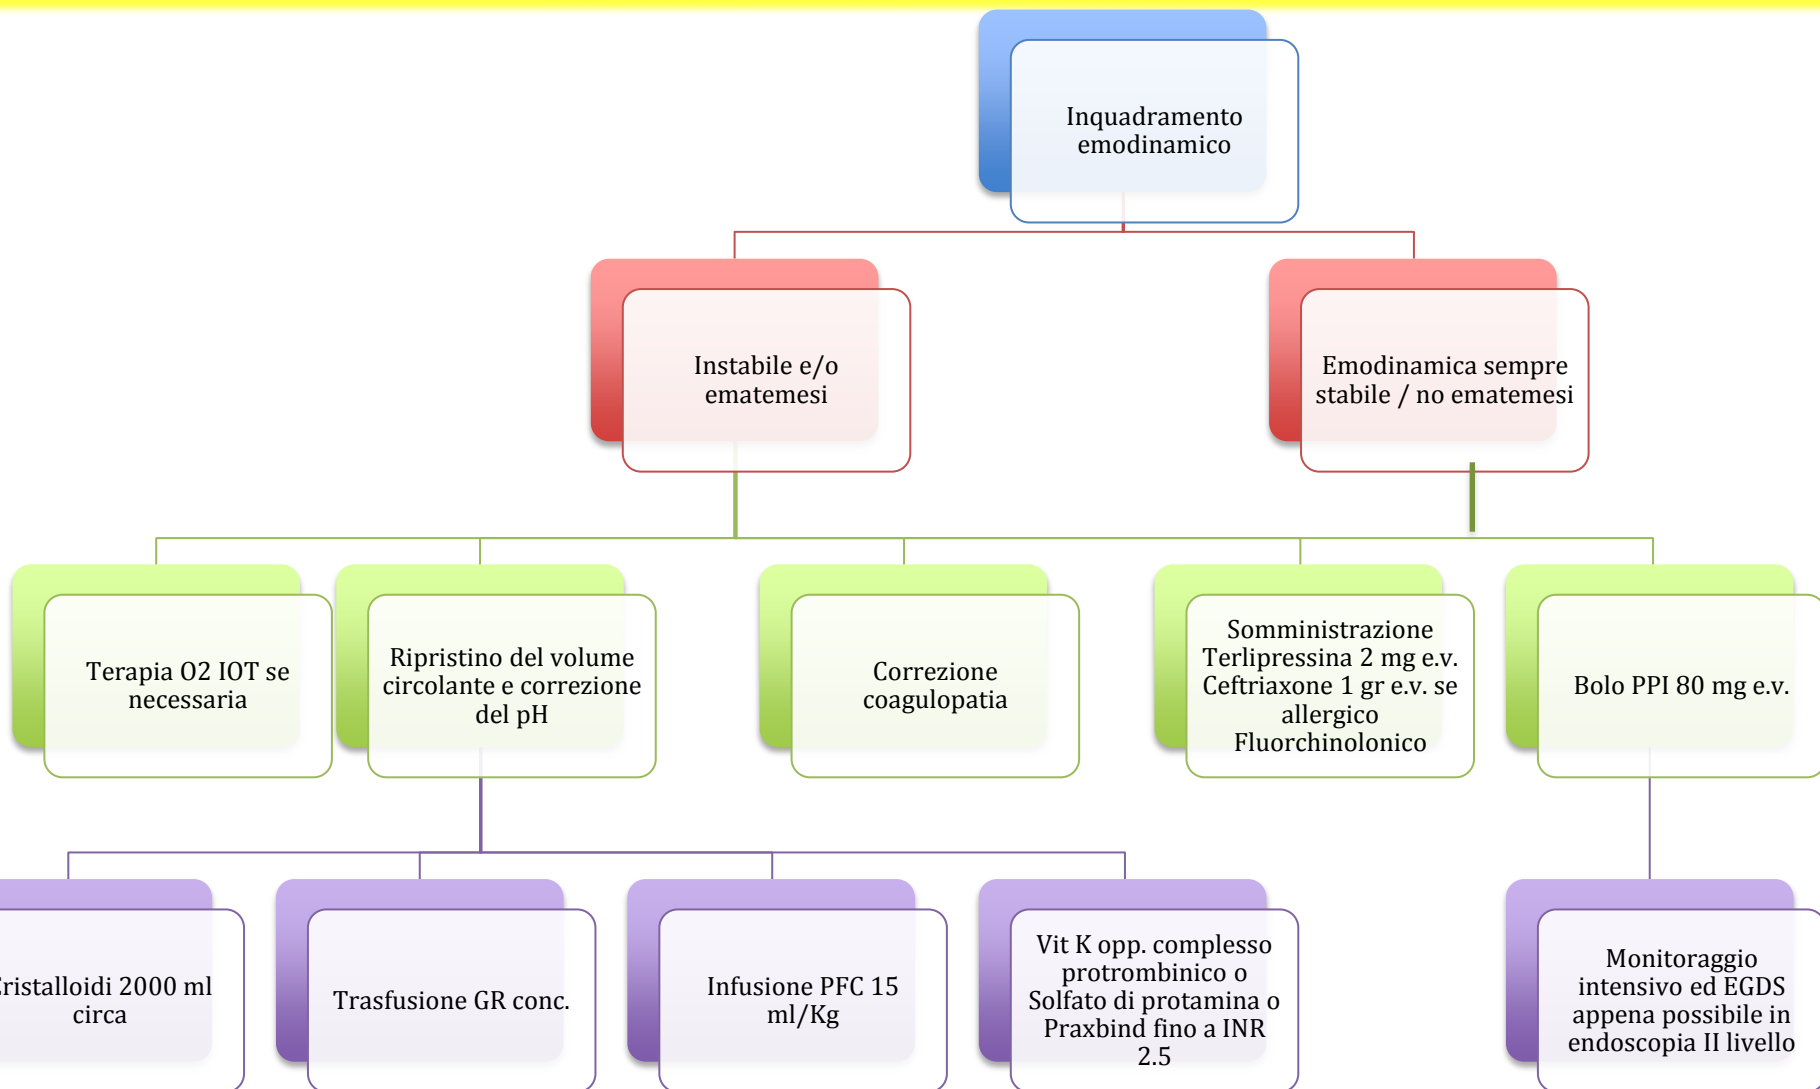 Inquadramento
emodinamico
Instabile e/o
ematemesi
Emodinamica sempre
stabile / no ematemesi
Terapia O2 IOT se
necessaria
Ripristino del volume
circolante e correzione
del pH
Correzione
coagulopatia
Somministrazione
Terlipressina 2 mg e.v.
Ceftriaxone 1 gr e.v. se
allergico
Fluorchinolonico
Bolo PPI 80 mg e.v.
Cristalloidi 2000 ml
circa
Trasfusione GR conc.
Infusione PFC 15
ml/Kg
Vit K opp. complesso
protrombinico o
Solfato di protamina o
Praxbind fino a INR
2.5
Monitoraggio
intensivo ed EGDS
appena possibile in
endoscopia II livello